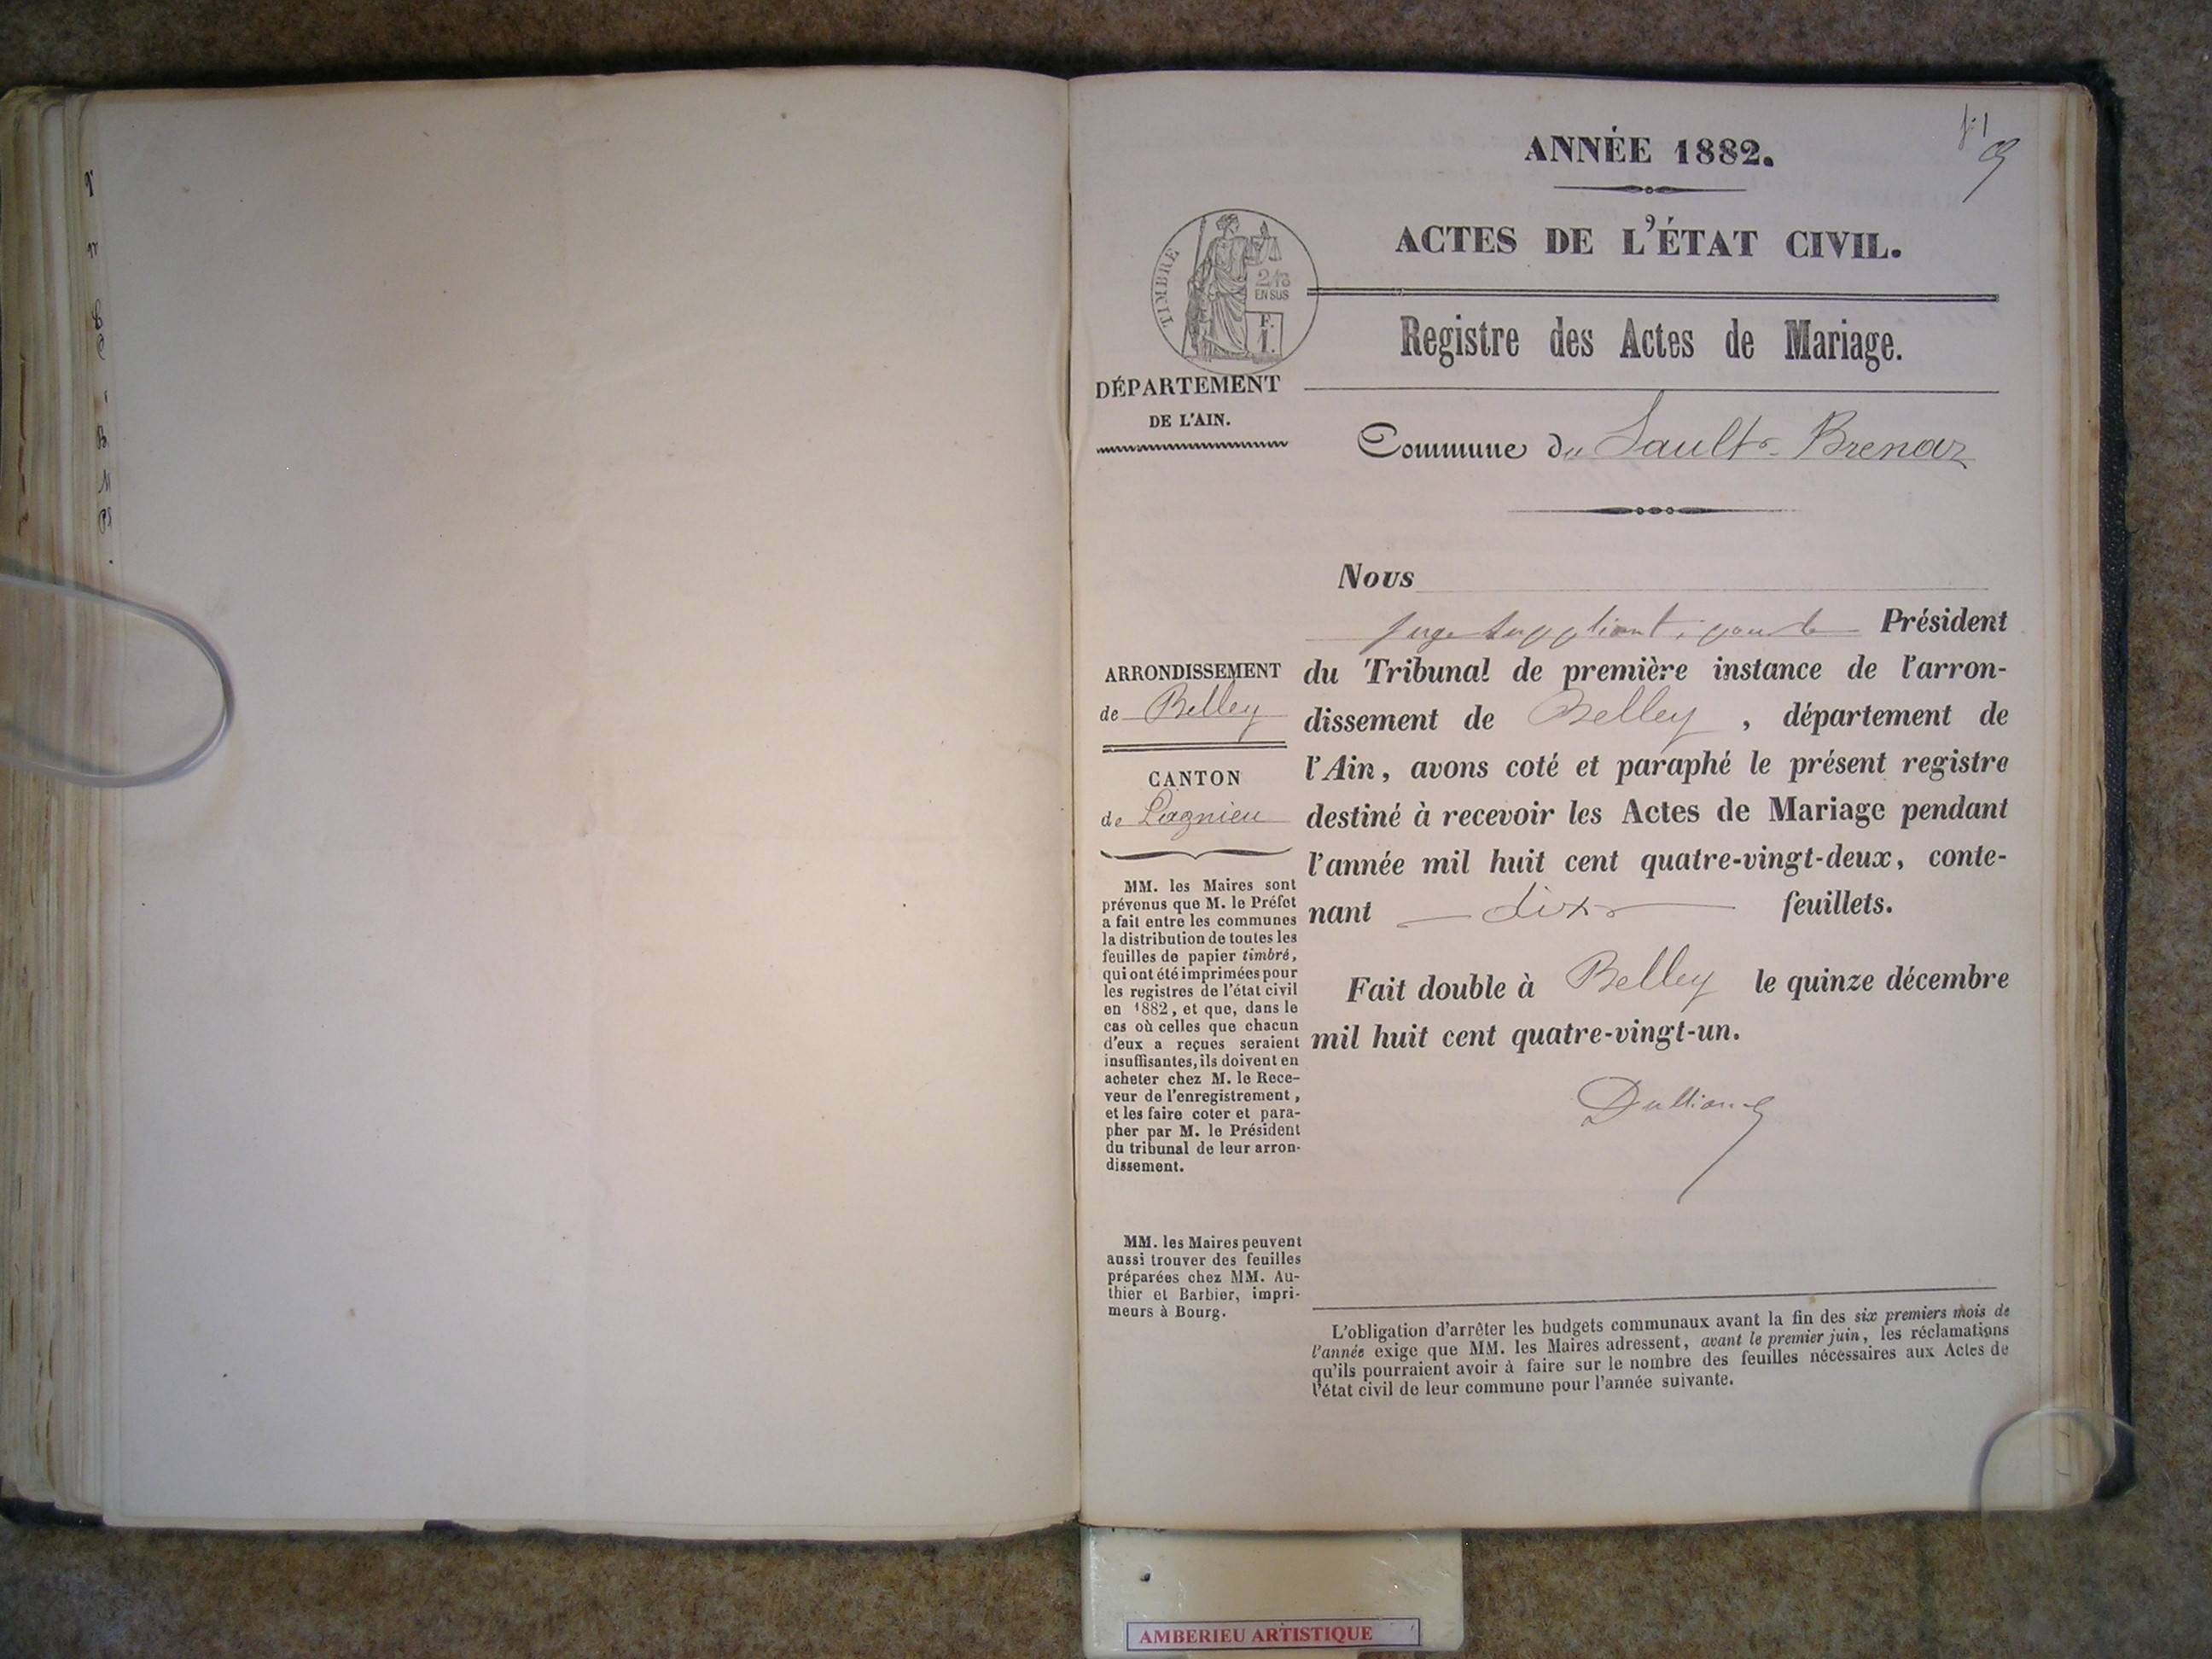 ANNÉE 1882.
ACTES DE L'ÉTAT CIVIL.
TIMBRE
2/10
EN SUS
F.
1.
Registre des Actes de Mariage.
DÉPARTEMENT
DE L'AIN.
Commune du Sault-Brenaz
Nous
juge suppléant, pour le Président
du Tribunal de première instance de l'arron-
dissement de Belley, département de
l'Ain, avons coté et paraphé le présent registre
destiné à recevoir les Actes de Mariage pendant
l'année mil huit cent quatre-vingt-deux, conte-
nant dix feuillets.
Fait double à Belley le quinze décembre
mil huit cent quatre-vingt-un.
ARRONDISSEMENT
de Belley
CANTON
de Lagnieu
MM. les Maires sont
prévenus que M. le Préfet
a fait entre les communes
la distribution de toutes les
feuilles de papier timbré,
qui ont été imprimées pour
les registres de l'état civil
en 1882, et que, dans le
cas où celles que chacun
d'eux a reçues seraient
insuffisantes, ils doivent en
acheter chez M. le Rece-
veur de l'enregistrement,
et les faire coter et para-
pher par M. le Président
du tribunal de leur arron-
dissement.
MM. les Maires peuvent
aussi trouver des feuilles
préparées chez MM. Au-
thier et Barbier, impri-
meurs à Bourg.
L'obligation d'arrêter les budgets communaux avant la fin des six premiers mois de
l'année exige que MM. les Maires adressent, avant le premier juin, les réclamations
qu'ils pourraient avoir à faire sur le nombre des feuilles nécessaires aux Actes de
l'état civil de leur commune pour l'année suivante.
AMBERIEU ARTISTIQUE